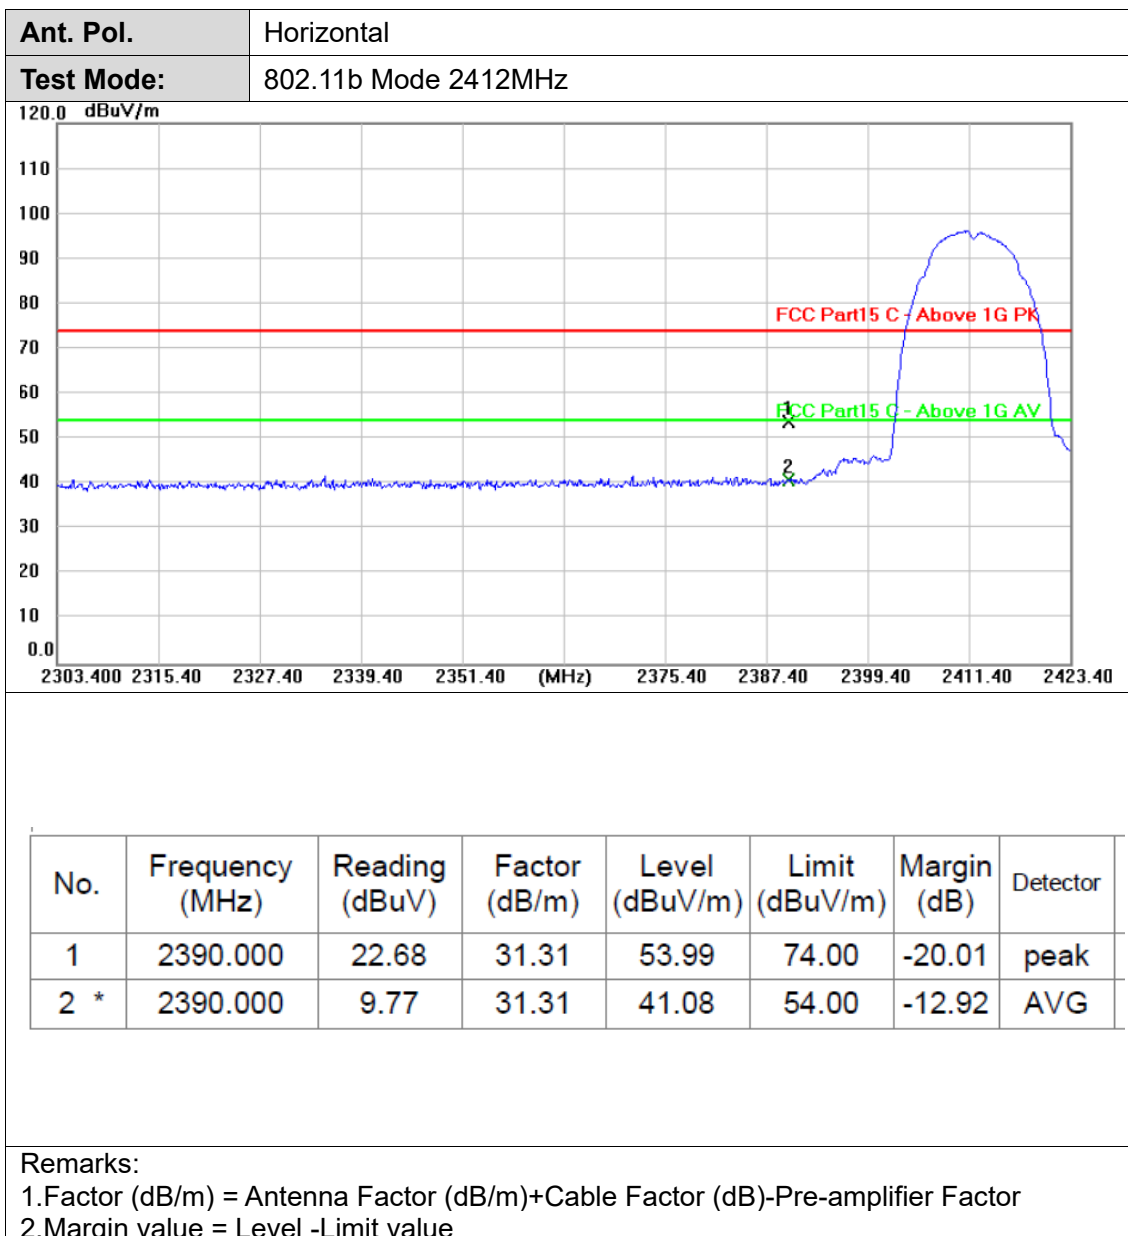 Ant. Pol. Horizontal
Test Mode: 802.11b Mode 2412MHz
120.0 dBuV/m
110
100
90
80
FCC Part15 C - Above 1G PK
70
60
1
FCC Part15 C - Above 1G AV
50
2
40
30
20
10
0.0
2303.400 2315.40 2327.40 2339.40 2351.40 (MHz) 2375.40 2387.40 2399.40 2411.40 2423.40
No. Frequency (MHz) Reading (dBuV) Factor (dB/m) Level (dBuV/m) Limit (dBuV/m) Margin (dB) Detector
1 2390.000 22.68 31.31 53.99 74.00 -20.01 peak
2 * 2390.000 9.77 31.31 41.08 54.00 -12.92 AVG
Remarks:
1.Factor (dB/m) = Antenna Factor (dB/m)+Cable Factor (dB)-Pre-amplifier Factor
2.Margin value = Level -Limit value